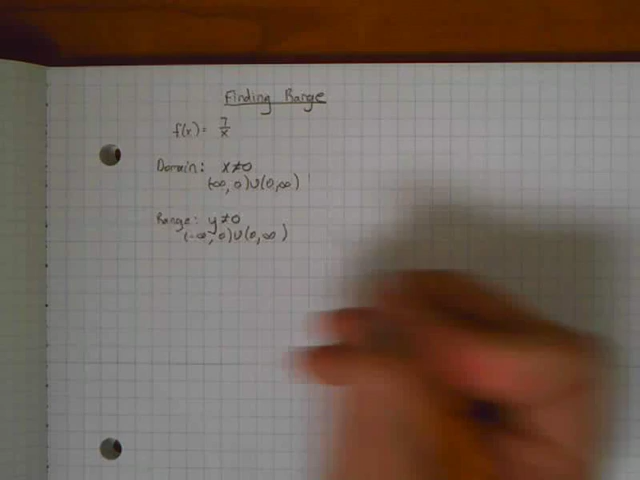 Finding Range
f(x) = 7/x
Domain: x≠0
(-∞, 0)∪(0,∞)
Range: y≠0
(-∞, 0)∪(0,∞)